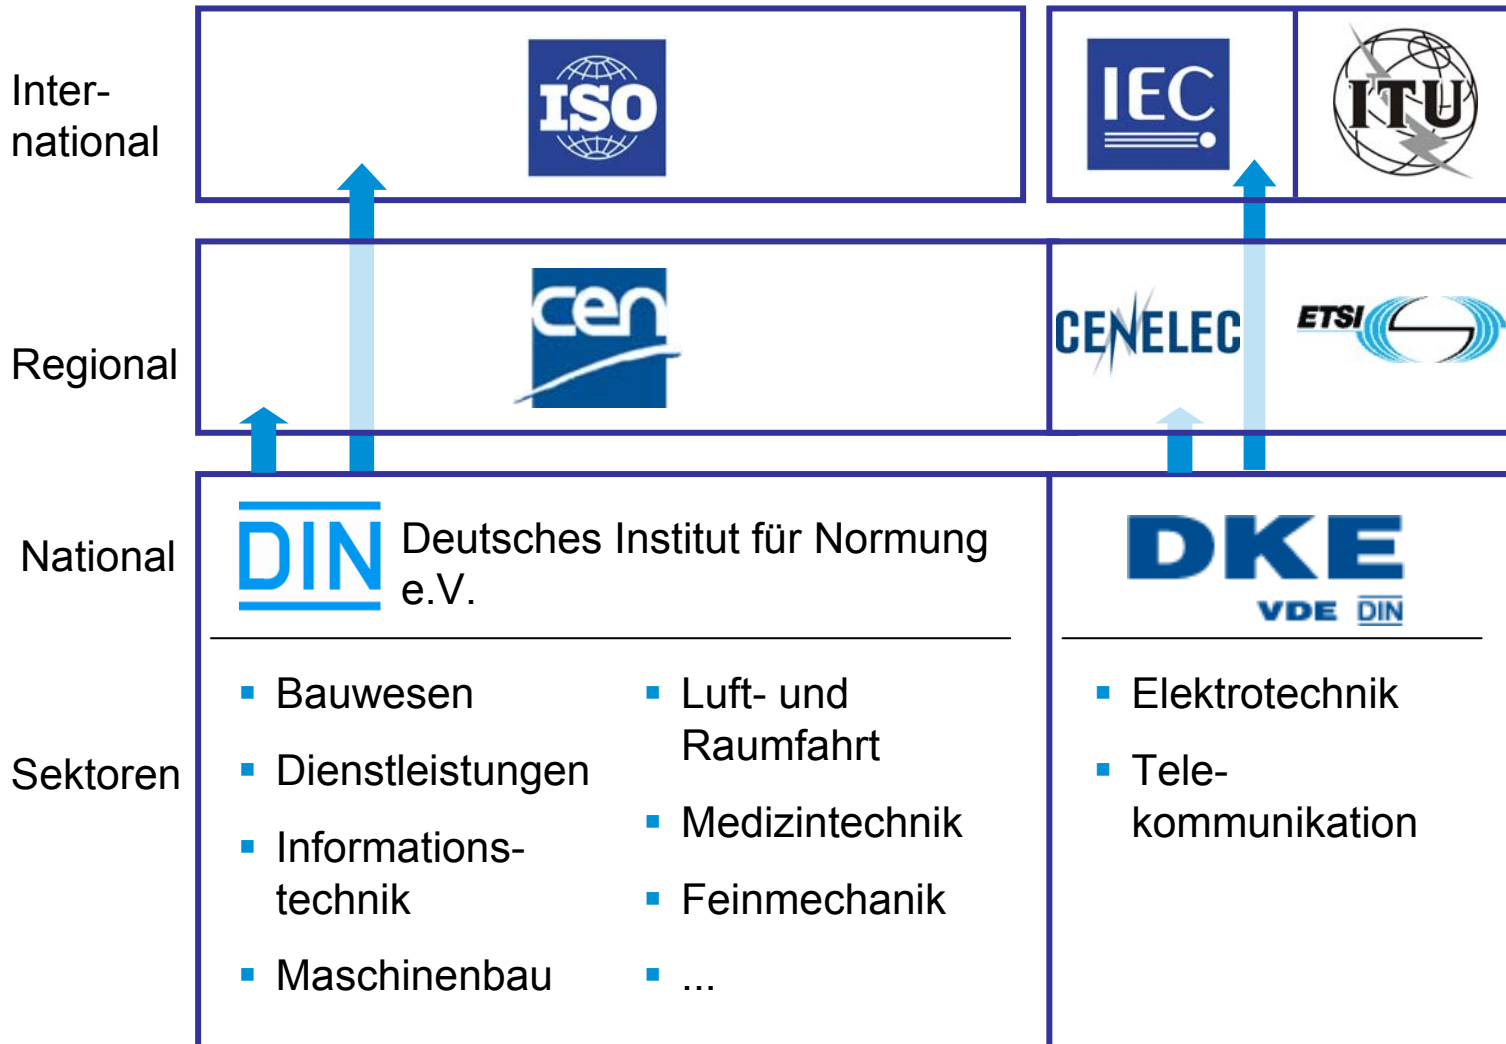 Inter-
national
ISO
IEC
ITU
Regional
cen
CENELEC
ETSI
National
DIN
Deutsches Institut für Normung
e.V.
DKE
VDE DIN
Sektoren
Bauwesen
Dienstleistungen
Informations-
technik
Maschinenbau
Luft- und
Raumfahrt
Medizintechnik
Feinmechanik
...
Elektrotechnik
Tele-
kommunikation